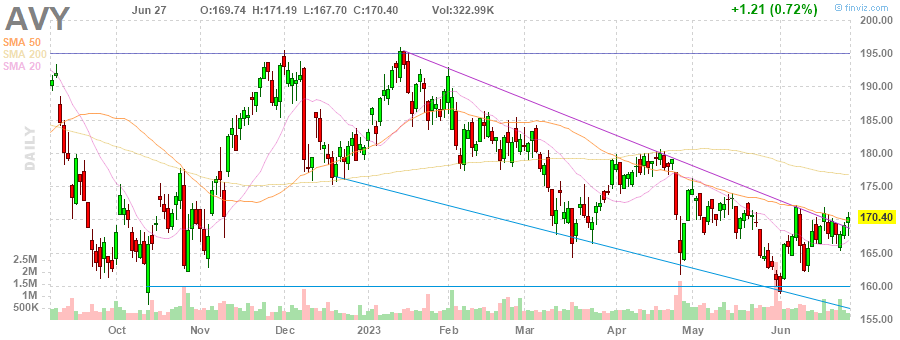 AVY Jun 27 O:169.74 H:171.19 L:167.70 C:170.40 Vol:322.99K +1.21 (0.72%) © finviz.com
SMA 50
SMA 200
SMA 20
DAILY
200.00
195.00
190.00
185.00
180.00
175.00
170.40
165.00
160.00
155.00
2.5M
2M
1.5M
1M
500K
Oct Nov Dec 2023 Feb Mar Apr May Jun